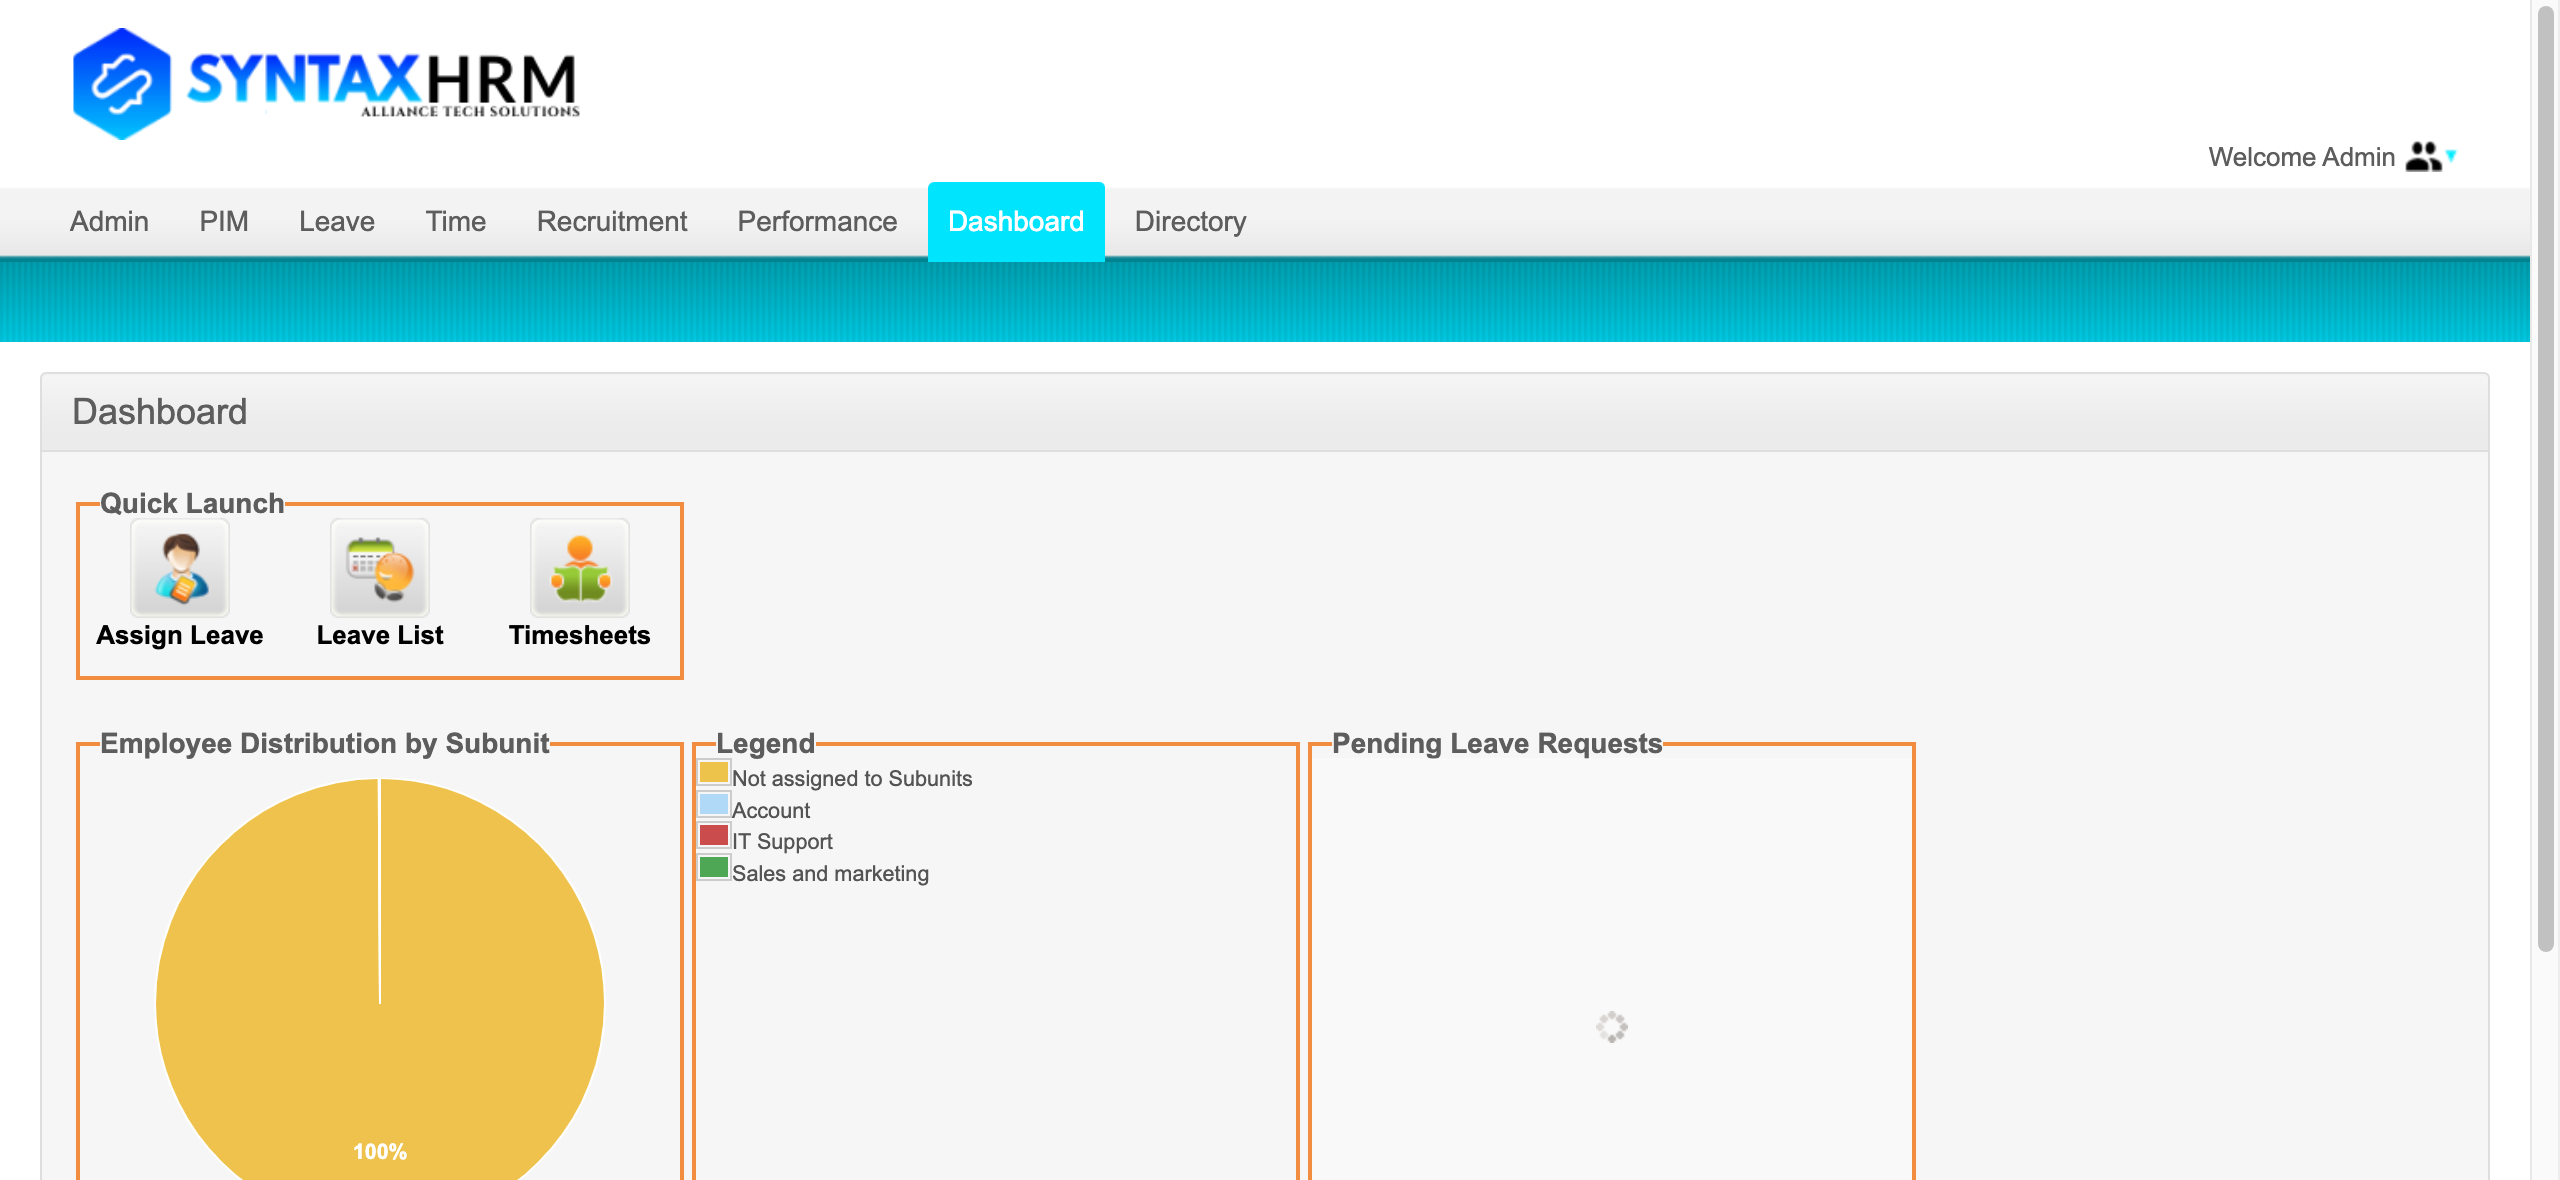 SYNTAXHRM
ALLIANCE TECH SOLUTIONS
Welcome Admin
Admin PIM Leave Time Recruitment Performance Dashboard Directory
Dashboard
Quick Launch
Assign Leave Leave List Timesheets
Employee Distribution by Subunit
100%
Legend
Not assigned to Subunits
Account
IT Support
Sales and marketing
Pending Leave Requests